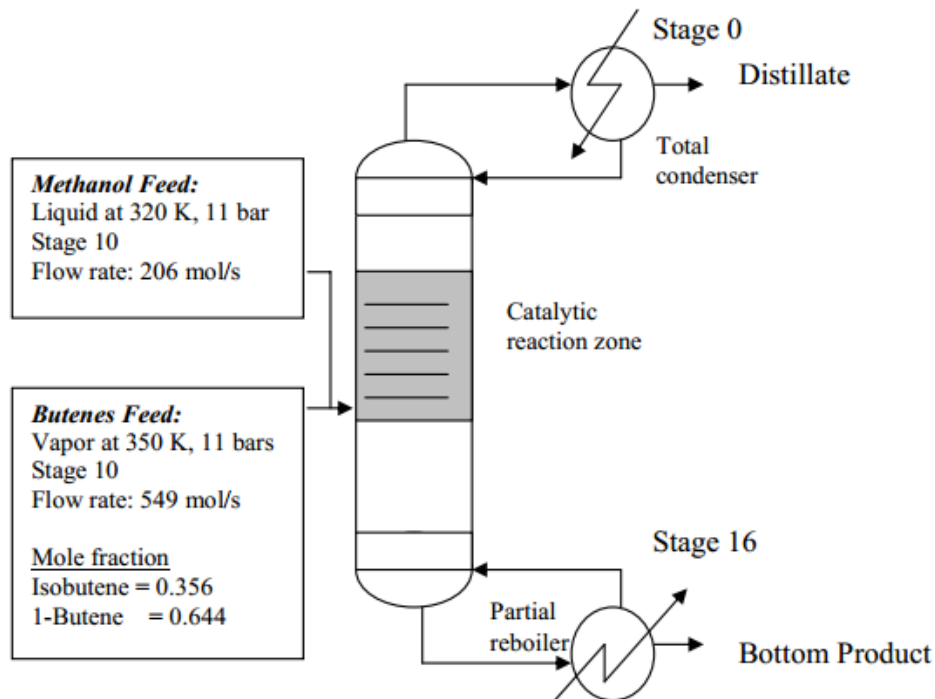 Stage 0
Distillate
Total
condenser
Methanol Feed:
Liquid at 320 K, 11 bar
Stage 10
Flow rate: 206 mol/s
Catalytic
reaction zone
Butenes Feed:
Vapor at 350 K, 11 bars
Stage 10
Flow rate: 549 mol/s
Mole fraction
Isobutene = 0.356
1-Butene = 0.644
Stage 16
Partial
reboiler
Bottom Product